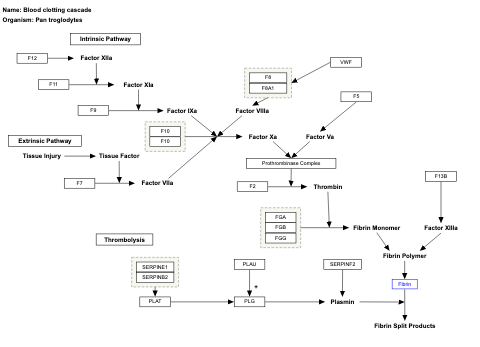 Name: Blood clotting cascade
Organism: Pan troglodytes
Intrinsic Pathway
F12
Factor XIIa
F11
Factor XIa
F9
Factor IXa
F8
F8A1
VWF
Factor VIIIa
F5
F10
F10
Factor Xa
Factor Va
Extrinsic Pathway
Tissue Injury
Tissue Factor
F7
Factor VIIa
Prothrombinase Complex
F2
Thrombin
F13B
FGA
FGB
FGG
Fibrin Monomer
Factor XIIIa
Thrombolysis
Fibrin Polymer
SERPINE1
SERPINB2
PLAU
SERPINF2
Fibrin
+
PLAT
PLG
Plasmin
Fibrin Split Products